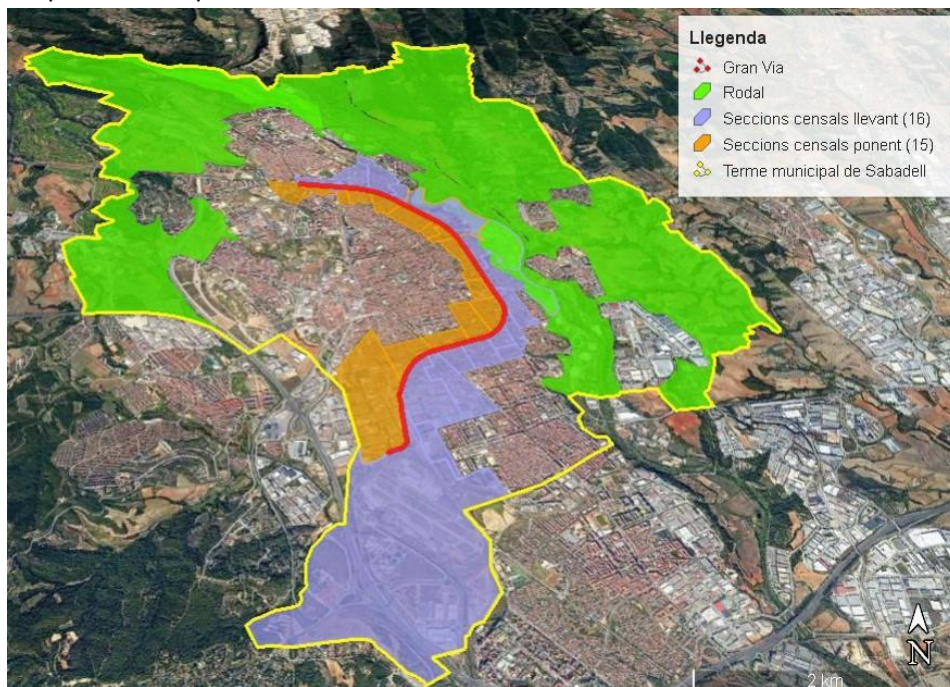 Llegenda
Gran Via
Rodal
Seccions censals llevant (16)
Seccions censals ponent (15)
Terme municipal de Sabadell
N
2 km